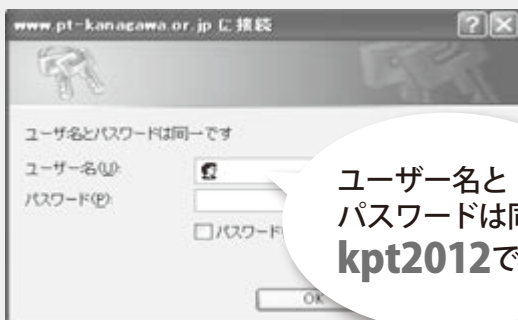 www.pt-kanagawa.or.jp に接続
ユーザ名とパスワードは同一です
ユーザー名(U):
パスワード(P):
パスワード
OK
ユーザー名と
パスワードは同
kpt2012で